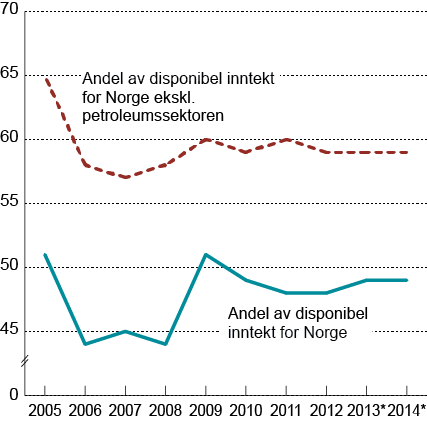 70
65
Andel av disponibel inntekt
for Norge ekskl.
petroleumssektoren
60
55
50
Andel av disponibel
inntekt for Norge
45
0
2005 2006 2007 2008 2009 2010 2011 2012 2013* 2014*